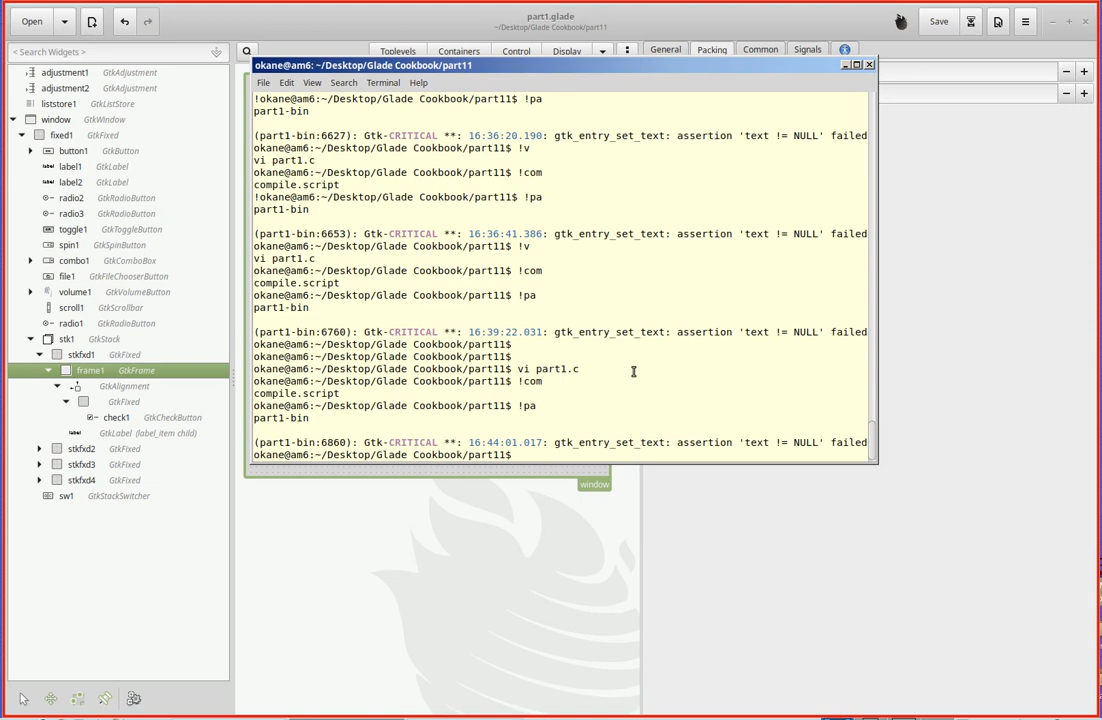 Open
part1.glade
~/Desktop/Glade Cookbook/part11
Save
< Search Widgets >
Toplevels
Containers
Control
Display
General
Packing
Common
Signals
adjustment1 GtkAdjustment
adjustment2 GtkAdjustment
liststore1 GtkListStore
window GtkWindow
fixed1 GtkFixed
button1 GtkButton
label label1 GtkLabel
label label2 GtkLabel
radio2 GtkRadioButton
radio3 GtkRadioButton
toggle1 GtkToggleButton
spin1 GtkSpinButton
combo1 GtkComboBox
file1 GtkFileChooserButton
volume1 GtkVolumeButton
scroll1 GtkScrollbar
radio1 GtkRadioButton
stk1 GtkStack
stkfxd1 GtkFixed
frame1 GtkFrame
GtkAlignment
GtkFixed
check1 GtkCheckButton
label GtkLabel (label_item child)
stkfxd2 GtkFixed
stkfxd3 GtkFixed
stkfxd4 GtkFixed
sw1 GtkStackSwitcher
okane@am6: ~/Desktop/Glade Cookbook/part11
File Edit View Search Terminal Help
!okane@am6:~/Desktop/Glade Cookbook/part11$ !pa
part1-bin
(part1-bin:6627): Gtk-CRITICAL **: 16:36:20.190: gtk_entry_set_text: assertion 'text != NULL' failed
okane@am6:~/Desktop/Glade Cookbook/part11$ !v
vi part1.c
okane@am6:~/Desktop/Glade Cookbook/part11$ !com
compile.script
!okane@am6:~/Desktop/Glade Cookbook/part11$ !pa
part1-bin
(part1-bin:6653): Gtk-CRITICAL **: 16:36:41.386: gtk_entry_set_text: assertion 'text != NULL' failed
okane@am6:~/Desktop/Glade Cookbook/part11$ !v
vi part1.c
okane@am6:~/Desktop/Glade Cookbook/part11$ !com
compile.script
okane@am6:~/Desktop/Glade Cookbook/part11$ !pa
part1-bin
(part1-bin:6760): Gtk-CRITICAL **: 16:39:22.031: gtk_entry_set_text: assertion 'text != NULL' failed
okane@am6:~/Desktop/Glade Cookbook/part11$
okane@am6:~/Desktop/Glade Cookbook/part11$
okane@am6:~/Desktop/Glade Cookbook/part11$ vi part1.c
okane@am6:~/Desktop/Glade Cookbook/part11$ !com
compile.script
okane@am6:~/Desktop/Glade Cookbook/part11$ !pa
part1-bin
(part1-bin:6860): Gtk-CRITICAL **: 16:44:01.017: gtk_entry_set_text: assertion 'text != NULL' failed
okane@am6:~/Desktop/Glade Cookbook/part11$
window